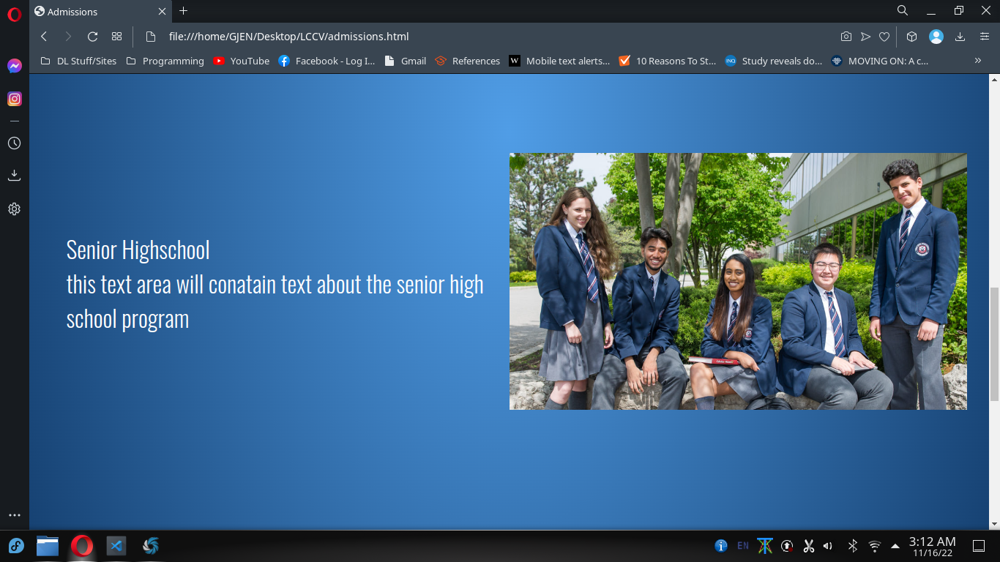 Admissions
file:///home/GJEN/Desktop/LCCV/admissions.html
DL Stuff/Sites
Programming
YouTube
Facebook - Log I...
Gmail
References
W
Mobile text alerts...
10 Reasons To St...
INQ
Study reveals do...
MOVING ON: A c...
Senior Highschool
this text area will conatain text about the senior high
school program
EN
3:12 AM
11/16/22